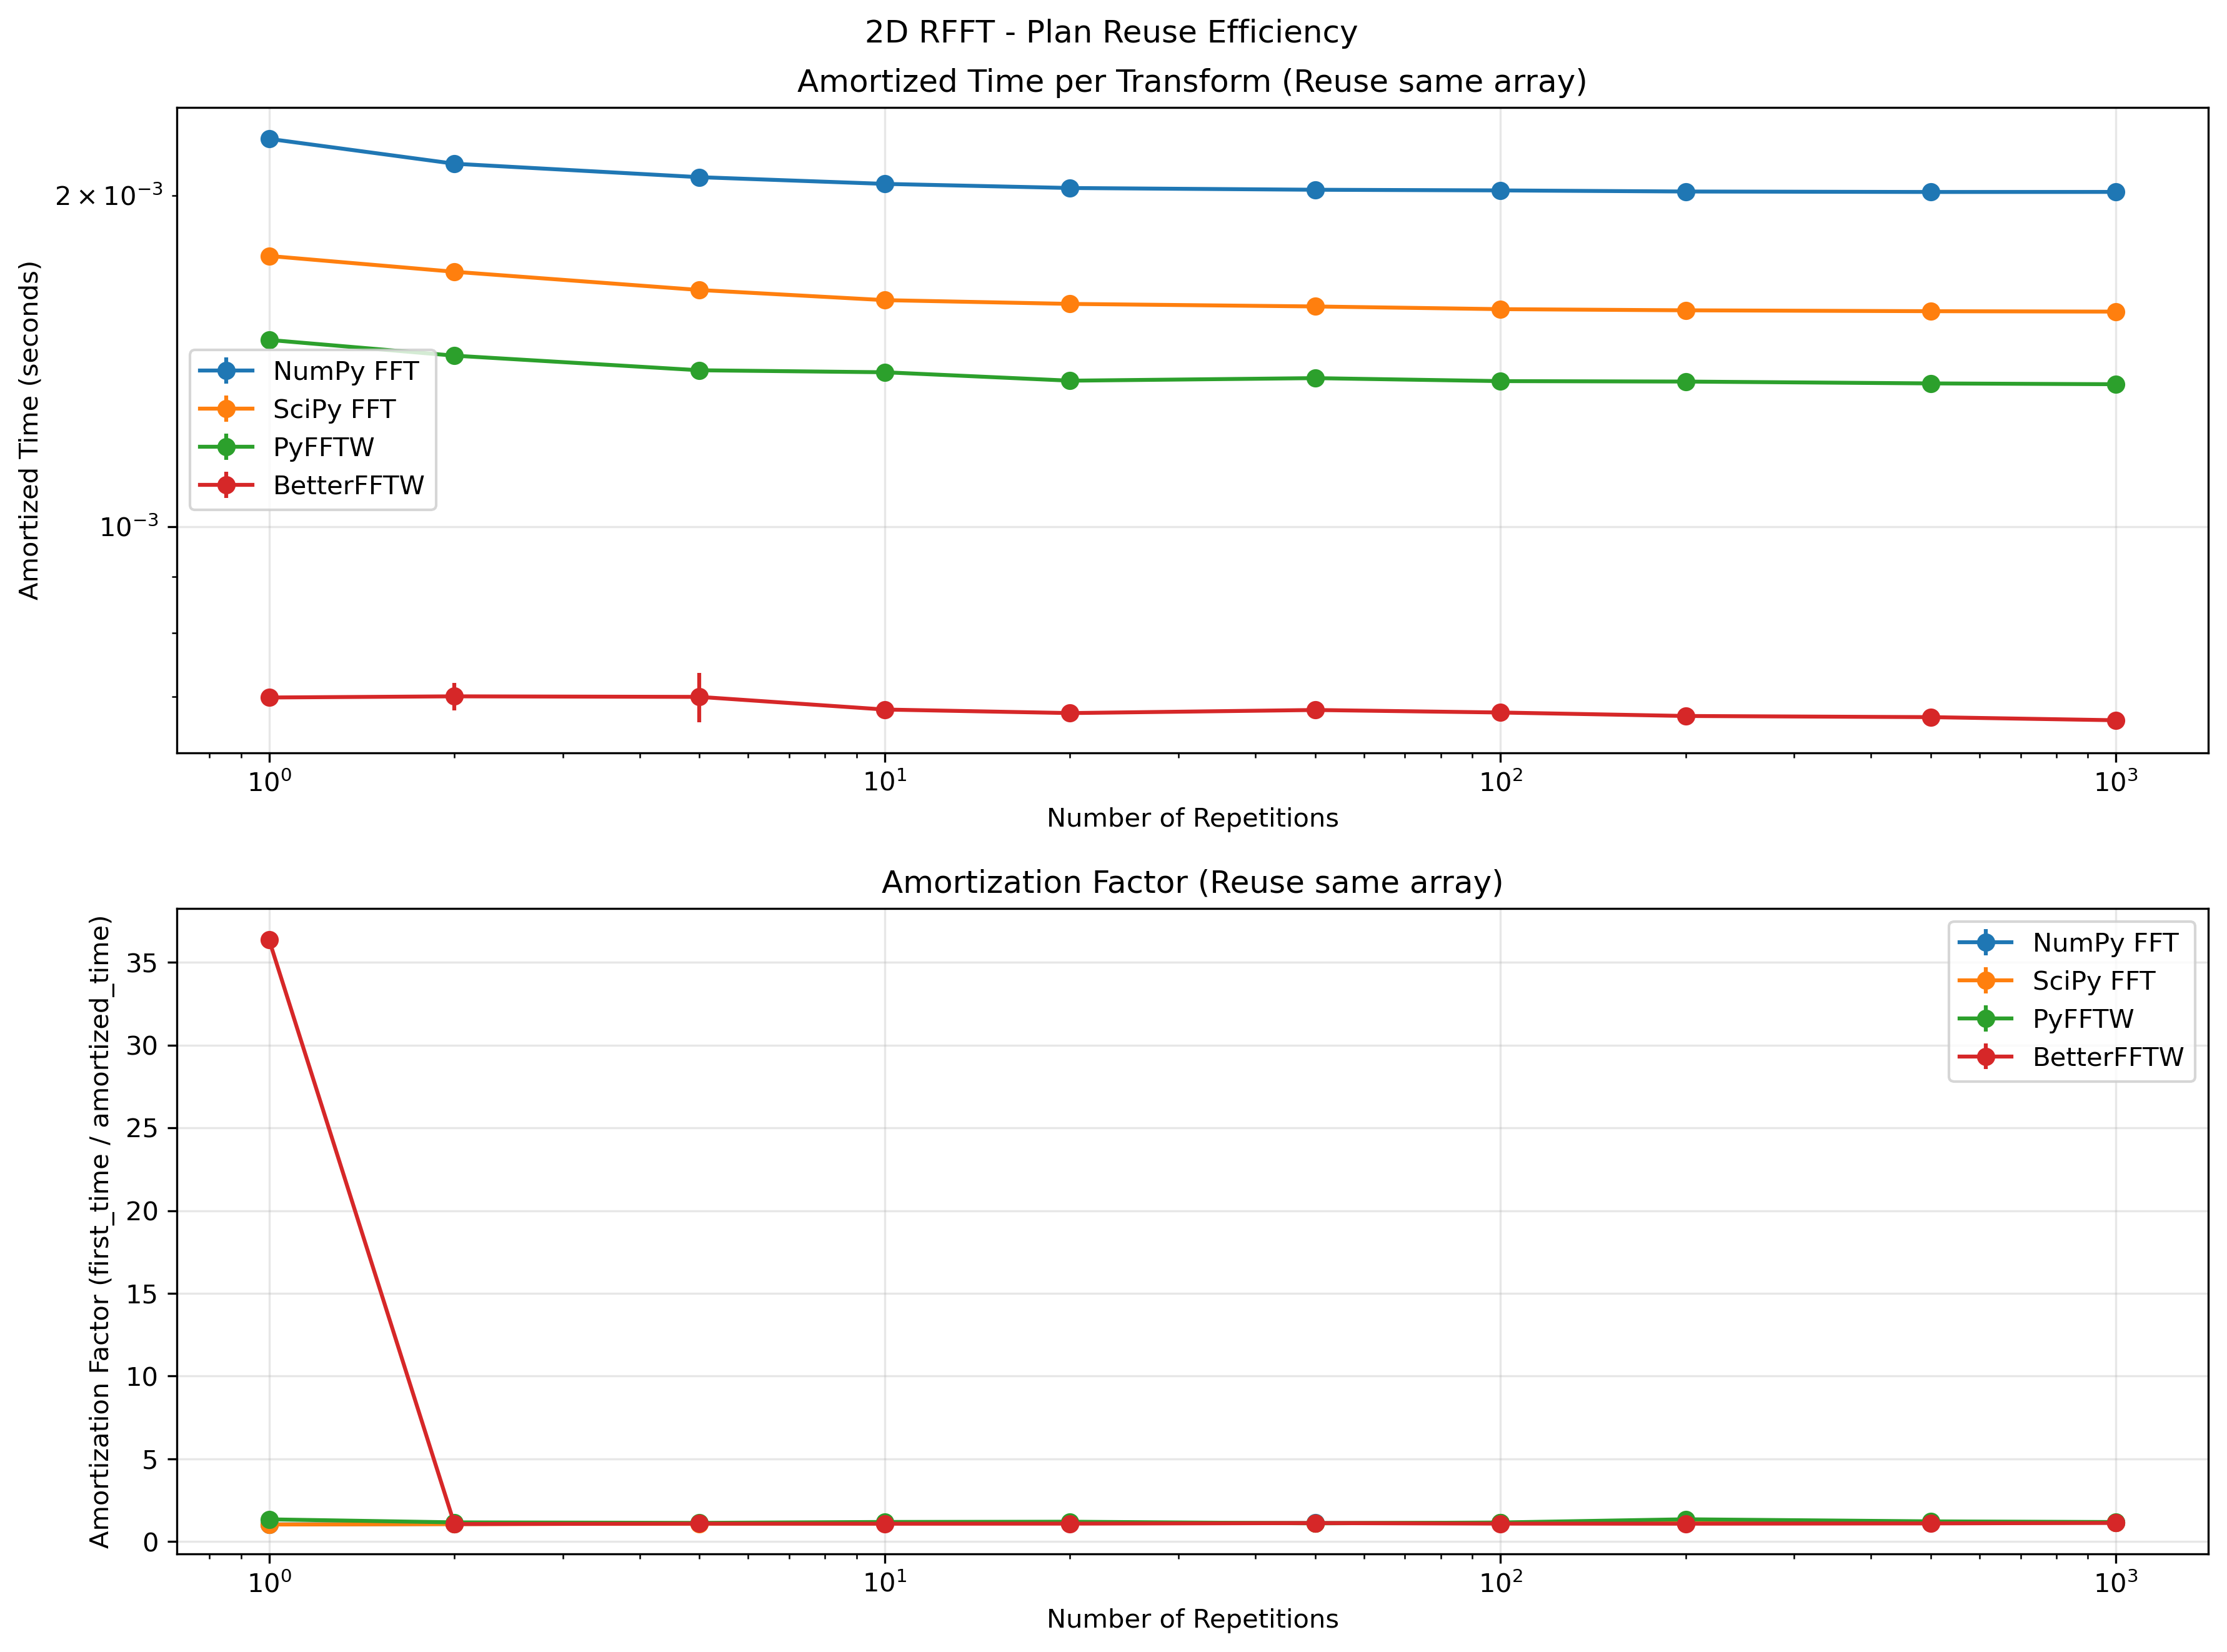 2D RFFT - Plan Reuse Efficiency
Amortized Time per Transform (Reuse same array)
Amortized Time (seconds)
2 × 10⁻³
10⁻³
NumPy FFT
SciPy FFT
PyFFTW
BetterFFTW
10⁰ 10¹ 10² 10³
Number of Repetitions
Amortization Factor (Reuse same array)
Amortization Factor (first_time / amortized_time)
35
30
25
20
15
10
5
0
NumPy FFT
SciPy FFT
PyFFTW
BetterFFTW
10⁰ 10¹ 10² 10³
Number of Repetitions